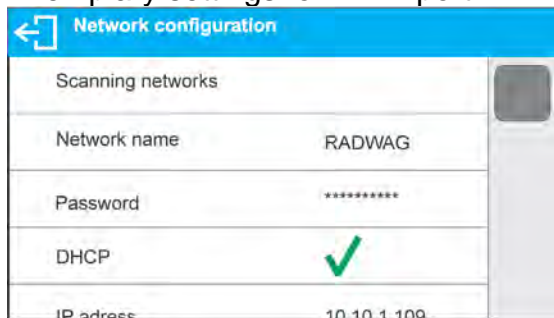 Network configuration
Scanning networks
Network name RADWAG
Password **********
DHCP
IP adress 10.10.1.109